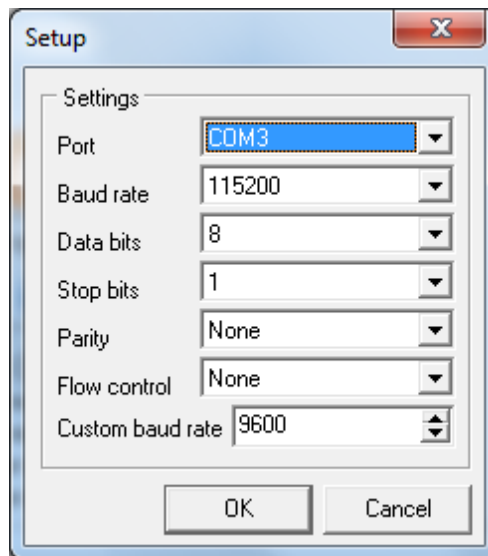 Setup
Settings
Port COM3
Baud rate 115200
Data bits 8
Stop bits 1
Parity None
Flow control None
Custom baud rate 9600
OK Cancel